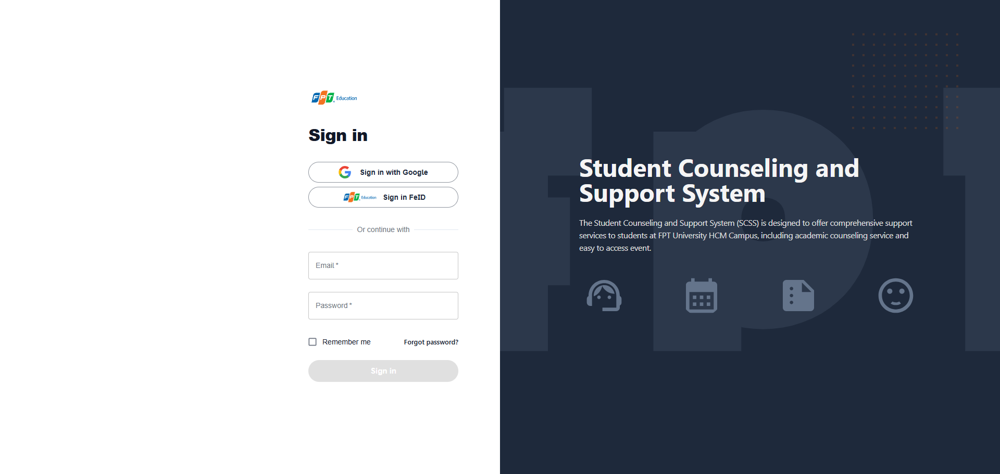 FPT Education
Sign in
Sign in with Google
FPT Education Sign in FeID
Or continue with
Email *
Password *
Remember me
Forgot password?
Sign in
fpt
Student Counseling and
Support System
The Student Counseling and Support System (SCSS) is designed to offer comprehensive support
services to students at FPT University HCM Campus, including academic counseling service and
easy to access event.